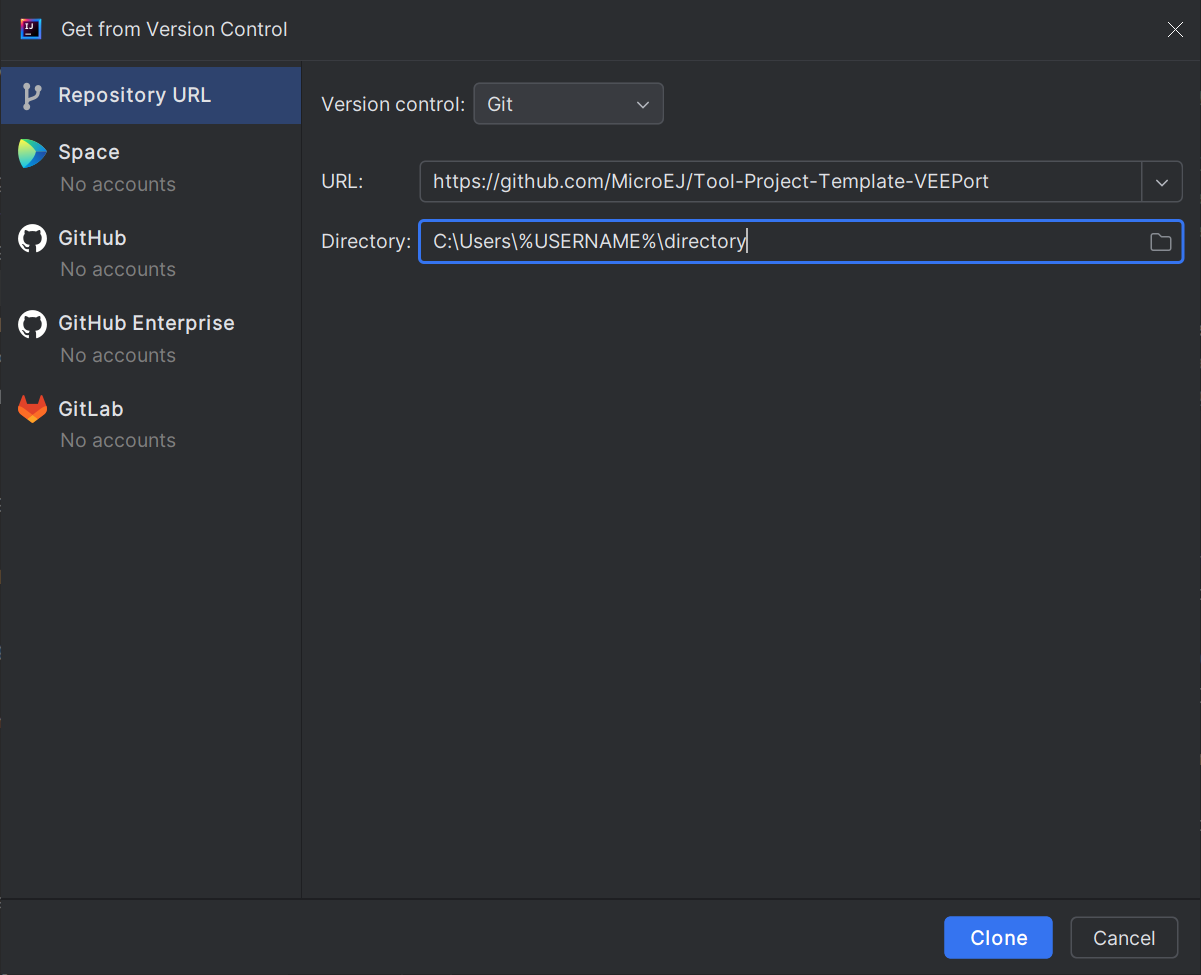 IJ
Get from Version Control
Repository URL
Space
No accounts
GitHub
No accounts
GitHub Enterprise
No accounts
GitLab
No accounts
Version control: Git
URL: https://github.com/MicroEJ/Tool-Project-Template-VEEPort
Directory: C:\Users\%USERNAME%\directory
Clone Cancel